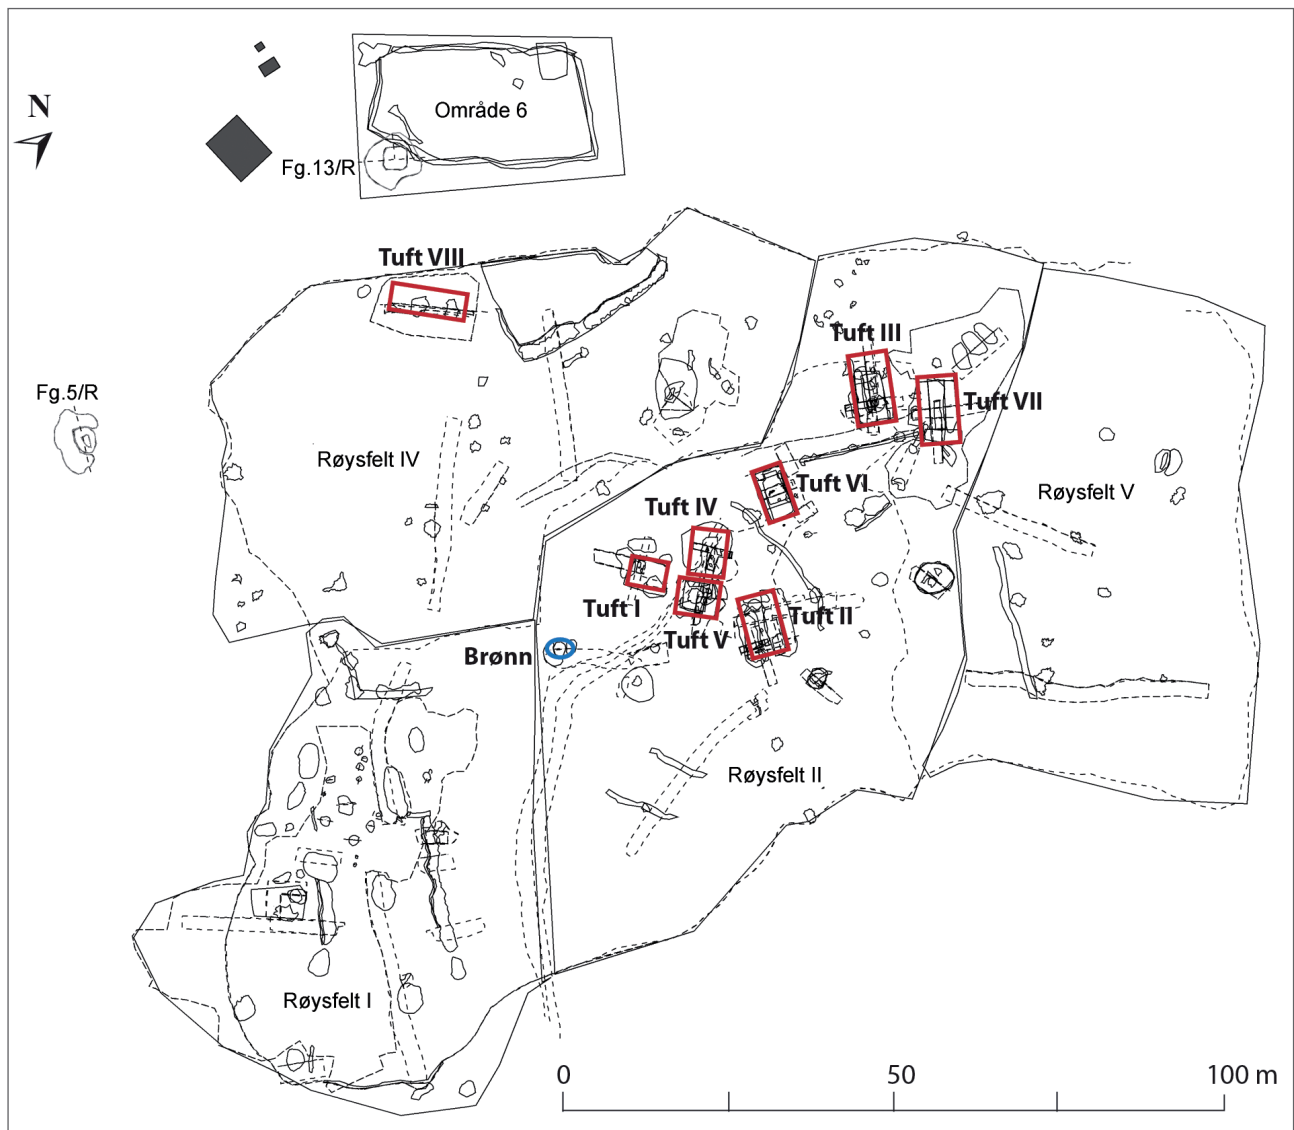 N
Område 6
Fg.13/R
Tuft VIII
Tuft III
Fg.5/R
Tuft VII
Røysfelt IV
Tuft VI
Røysfelt V
Tuft IV
Tuft I
Tuft II
Tuft V
Brønn
Røysfelt II
Røysfelt I
0 50 100 m